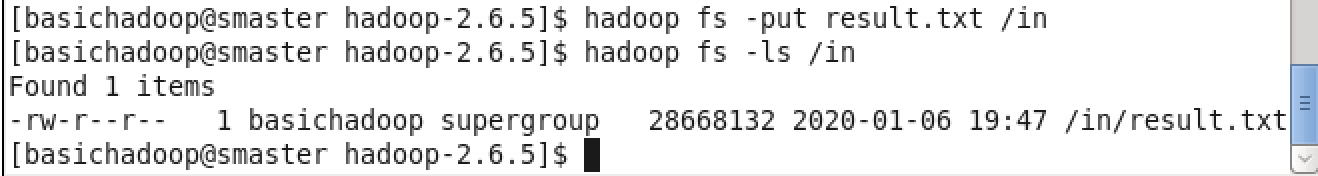 [basichadoop@smaster hadoop-2.6.5]$ hadoop fs -put result.txt /in
[basichadoop@smaster hadoop-2.6.5]$ hadoop fs -ls /in
Found 1 items
-rw-r--r--   1 basichadoop supergroup   28668132 2020-01-06 19:47 /in/result.txt
[basichadoop@smaster hadoop-2.6.5]$